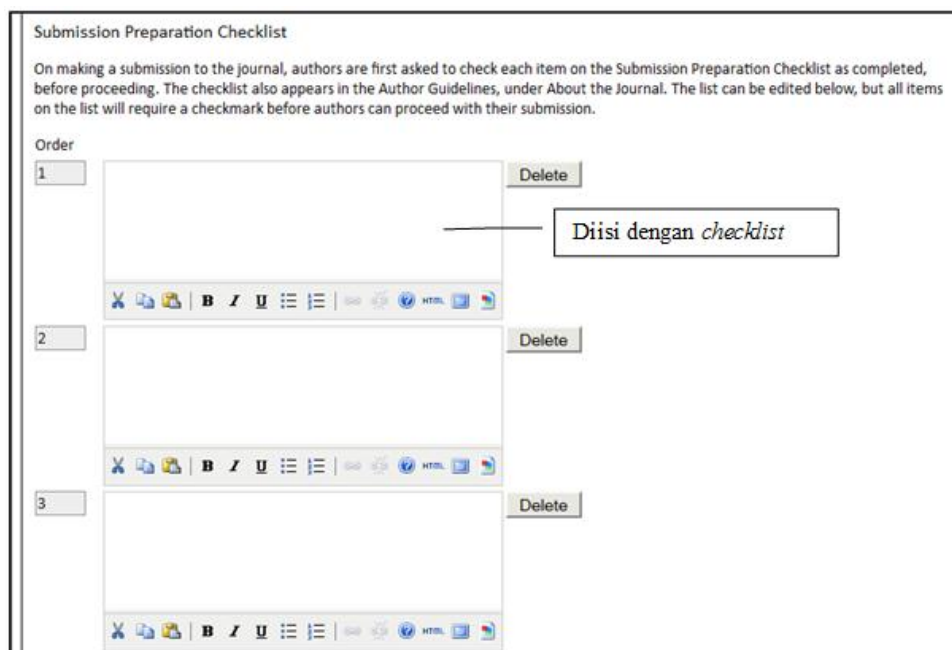 Submission Preparation Checklist
On making a submission to the journal, authors are first asked to check each item on the Submission Preparation Checklist as completed,
before proceeding. The checklist also appears in the Author Guidelines, under About the Journal. The list can be edited below, but all items
on the list will require a checkmark before authors can proceed with their submission.
Order
1
Delete
Diisi dengan checklist
B I U HTML
2
Delete
B I U HTML
3
Delete
B I U HTML